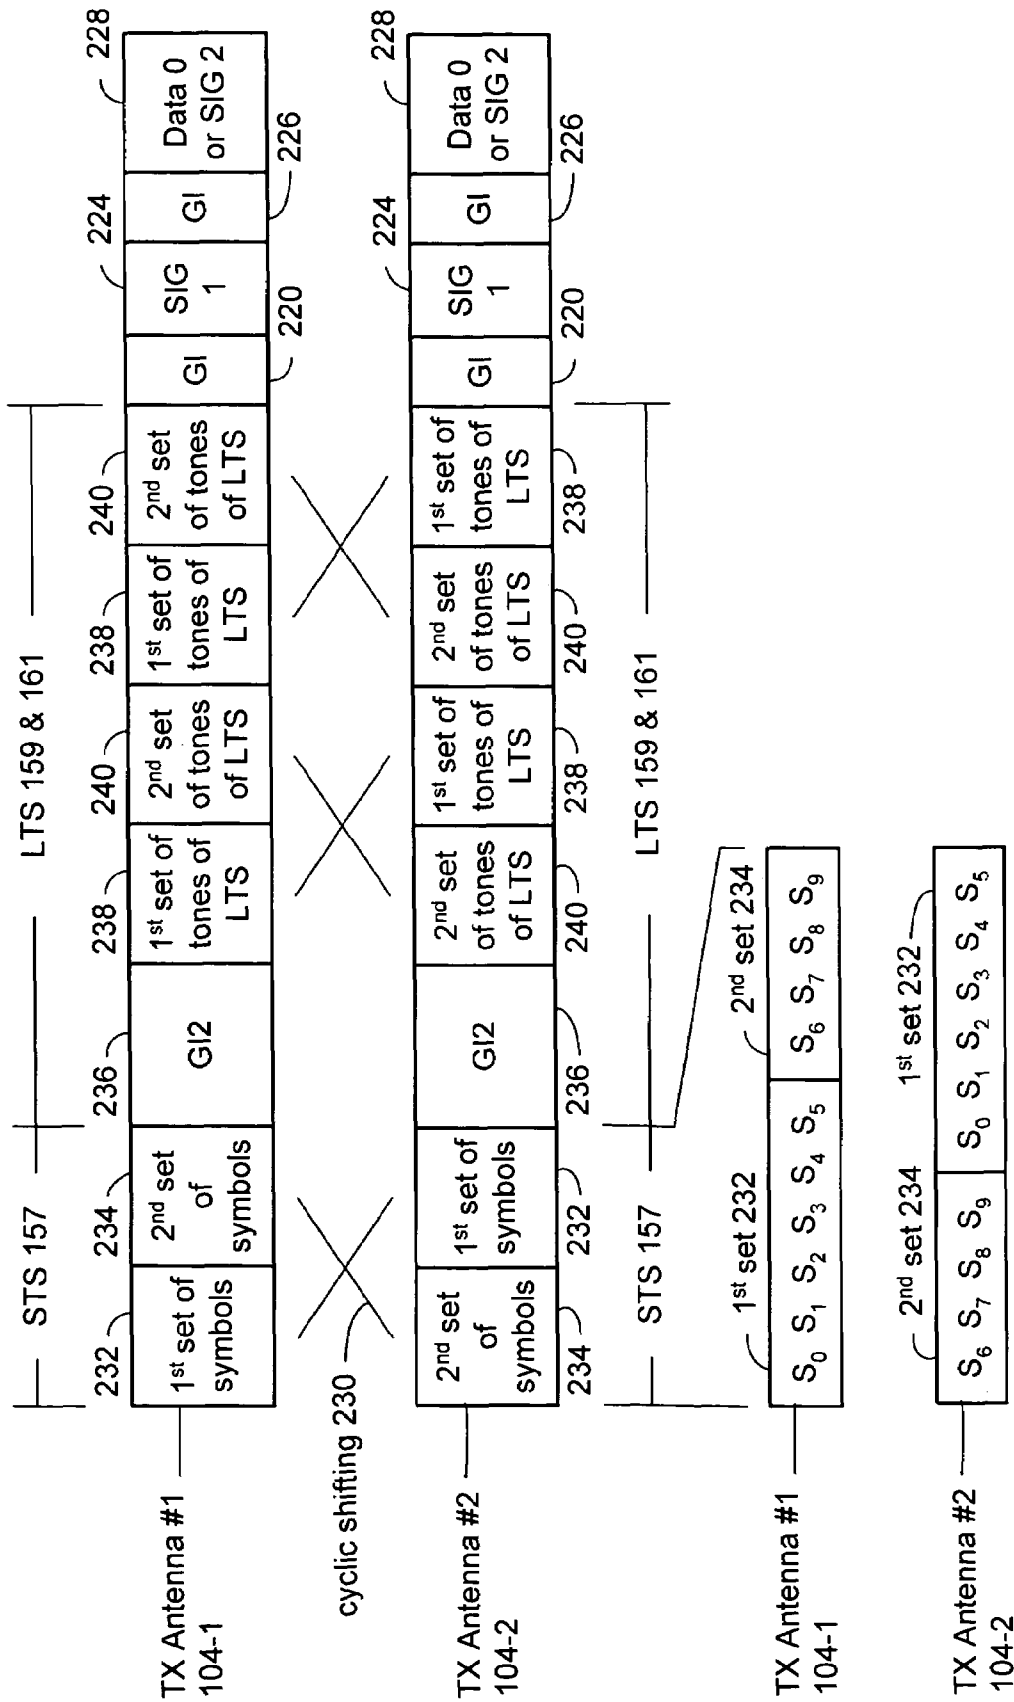 STS 157
LTS 159 & 161
232
234
236
238
240
238
240
224
228
TX Antenna #1
104-1
1st set of
symbols
2nd set
of
symbols
GI2
1st set of
tones of
LTS
2nd set
of tones
of LTS
1st set of
tones of
LTS
2nd set
of tones
of LTS
GI
SIG
1
GI
Data 0
or SIG 2
220
226
cyclic shifting 230
224
228
TX Antenna #2
104-2
2nd set
of
symbols
1st set of
symbols
GI2
2nd set
of tones
of LTS
1st set of
tones of
LTS
2nd set
of tones
of LTS
1st set of
tones of
LTS
GI
SIG
1
GI
Data 0
or SIG 2
234
232
236
240
238
240
238
220
226
STS 157
LTS 159 & 161
1st set 232
2nd set 234
TX Antenna #1
104-1
S0 S1 S2 S3 S4 S5
S6 S7 S8 S9
2nd set 234
1st set 232
TX Antenna #2
104-2
S6 S7 S8 S9
S0 S1 S2 S3 S4 S5